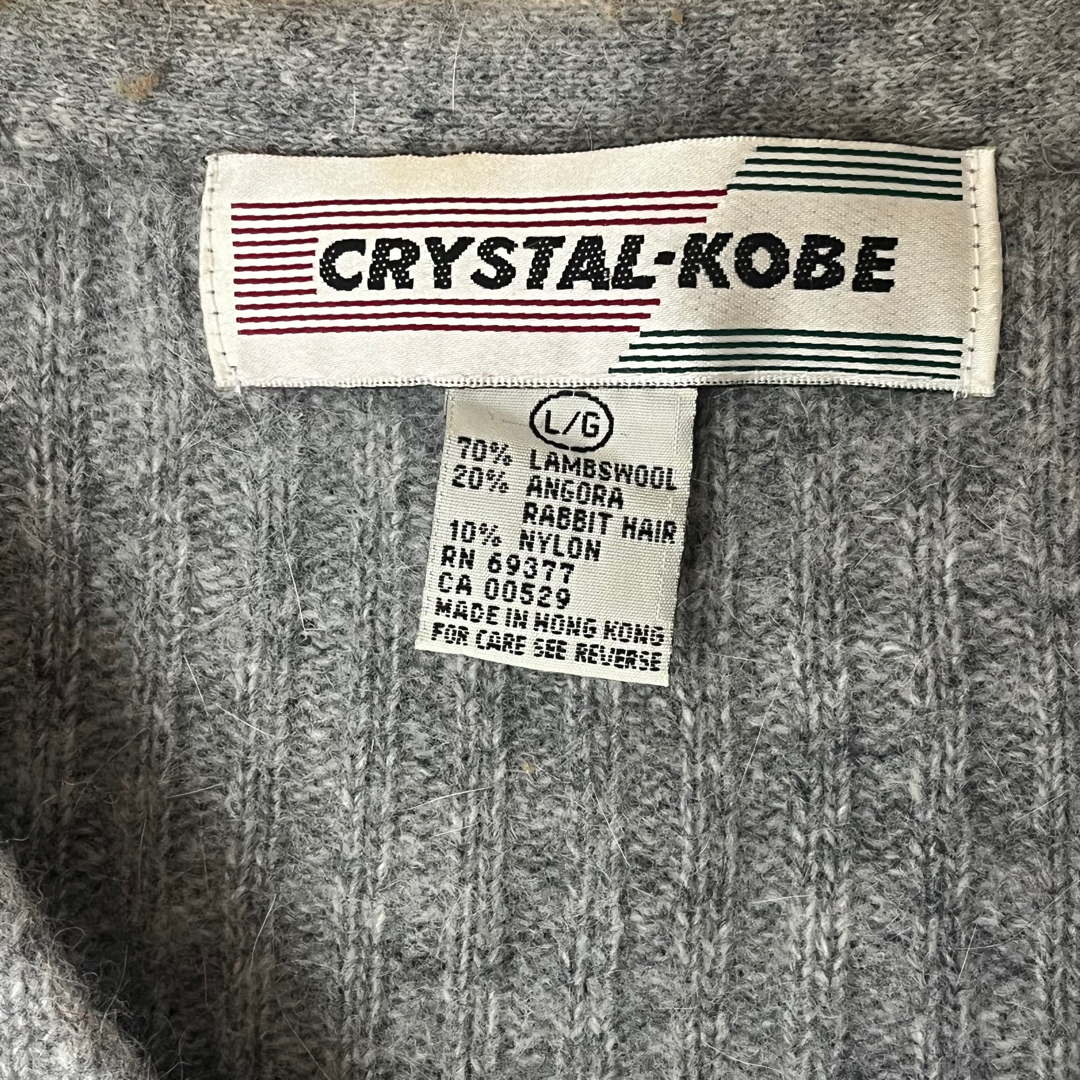 CRYSTAL-KOBE
L/G
70% LAMBSWOOL
20% ANGORA
RABBIT HAIR
10% NYLON
RN 69377
CA 00529
MADE IN HONG KONG
FOR CARE SEE REVERSE